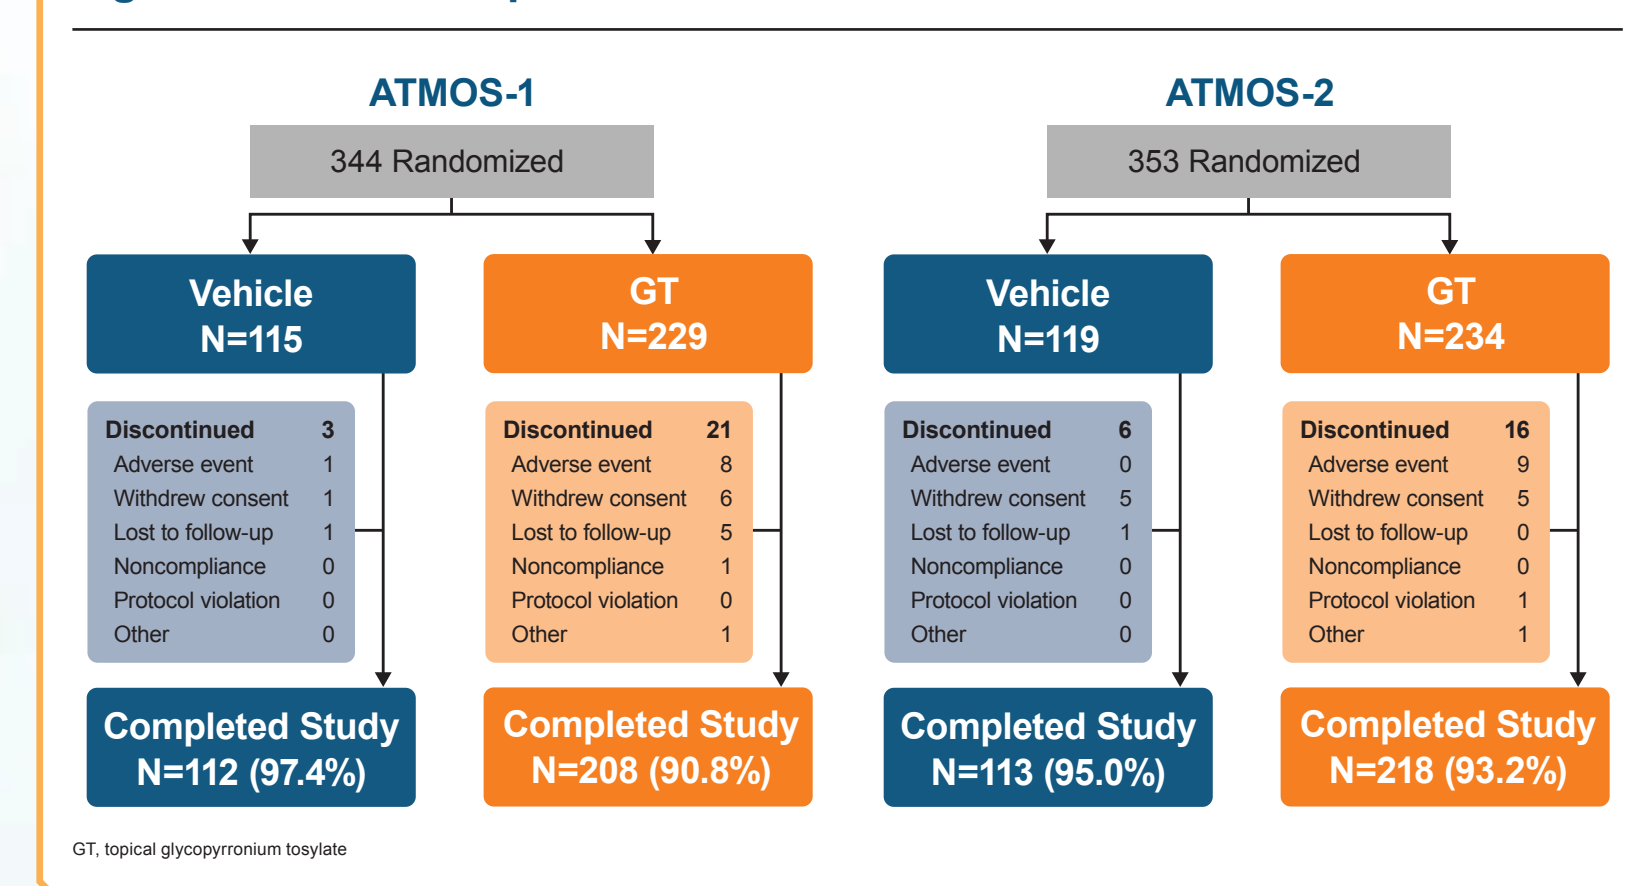 ATMOS-1
344 Randomized
Vehicle
N=115
GT
N=229
Discontinued 3
Adverse event 1
Withdrew consent 1
Lost to follow-up 1
Noncompliance 0
Protocol violation 0
Other 0
Discontinued 21
Adverse event 8
Withdrew consent 6
Lost to follow-up 5
Noncompliance 1
Protocol violation 0
Other 1
Completed Study
N=112 (97.4%)
Completed Study
N=208 (90.8%)
ATMOS-2
353 Randomized
Vehicle
N=119
GT
N=234
Discontinued 6
Adverse event 0
Withdrew consent 5
Lost to follow-up 1
Noncompliance 0
Protocol violation 0
Other 0
Discontinued 16
Adverse event 9
Withdrew consent 5
Lost to follow-up 0
Noncompliance 0
Protocol violation 1
Other 1
Completed Study
N=113 (95.0%)
Completed Study
N=218 (93.2%)
GT, topical glycopyrronium tosylate